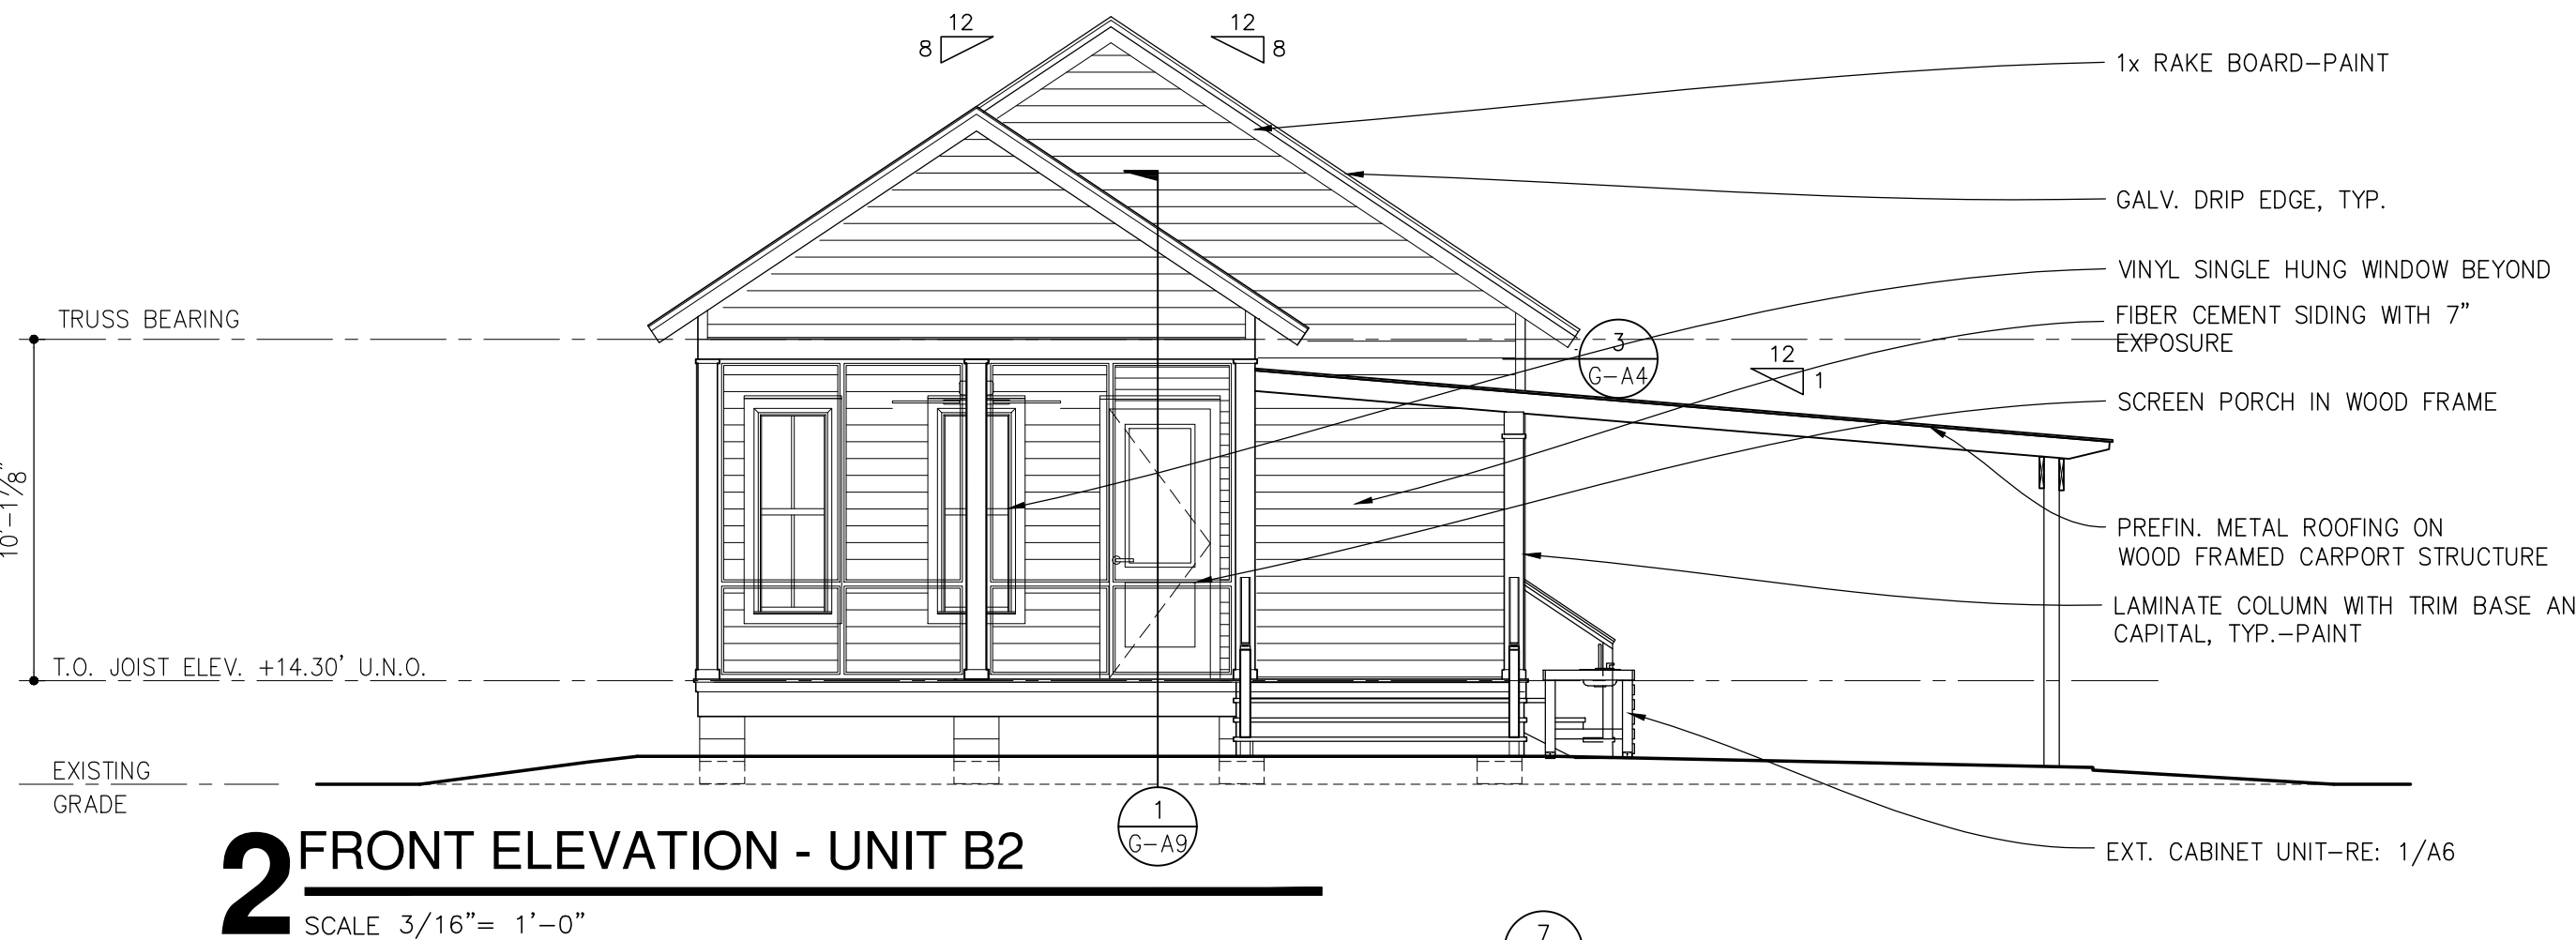 12
8
12
8
1x RAKE BOARD-PAINT
GALV. DRIP EDGE, TYP.
VINYL SINGLE HUNG WINDOW BEYOND
FIBER CEMENT SIDING WITH 7"
EXPOSURE
TRUSS BEARING
3
G-A4
12
1
SCREEN PORCH IN WOOD FRAME
10'-1 7/8"
PREFIN. METAL ROOFING ON
WOOD FRAMED CARPORT STRUCTURE
LAMINATE COLUMN WITH TRIM BASE AN
CAPITAL, TYP.-PAINT
T.O. JOIST ELEV. +14.30' U.N.O.
EXISTING
GRADE
1
G-A9
EXT. CABINET UNIT-RE: 1/A6
2 FRONT ELEVATION - UNIT B2
SCALE 3/16"= 1'-0"
7